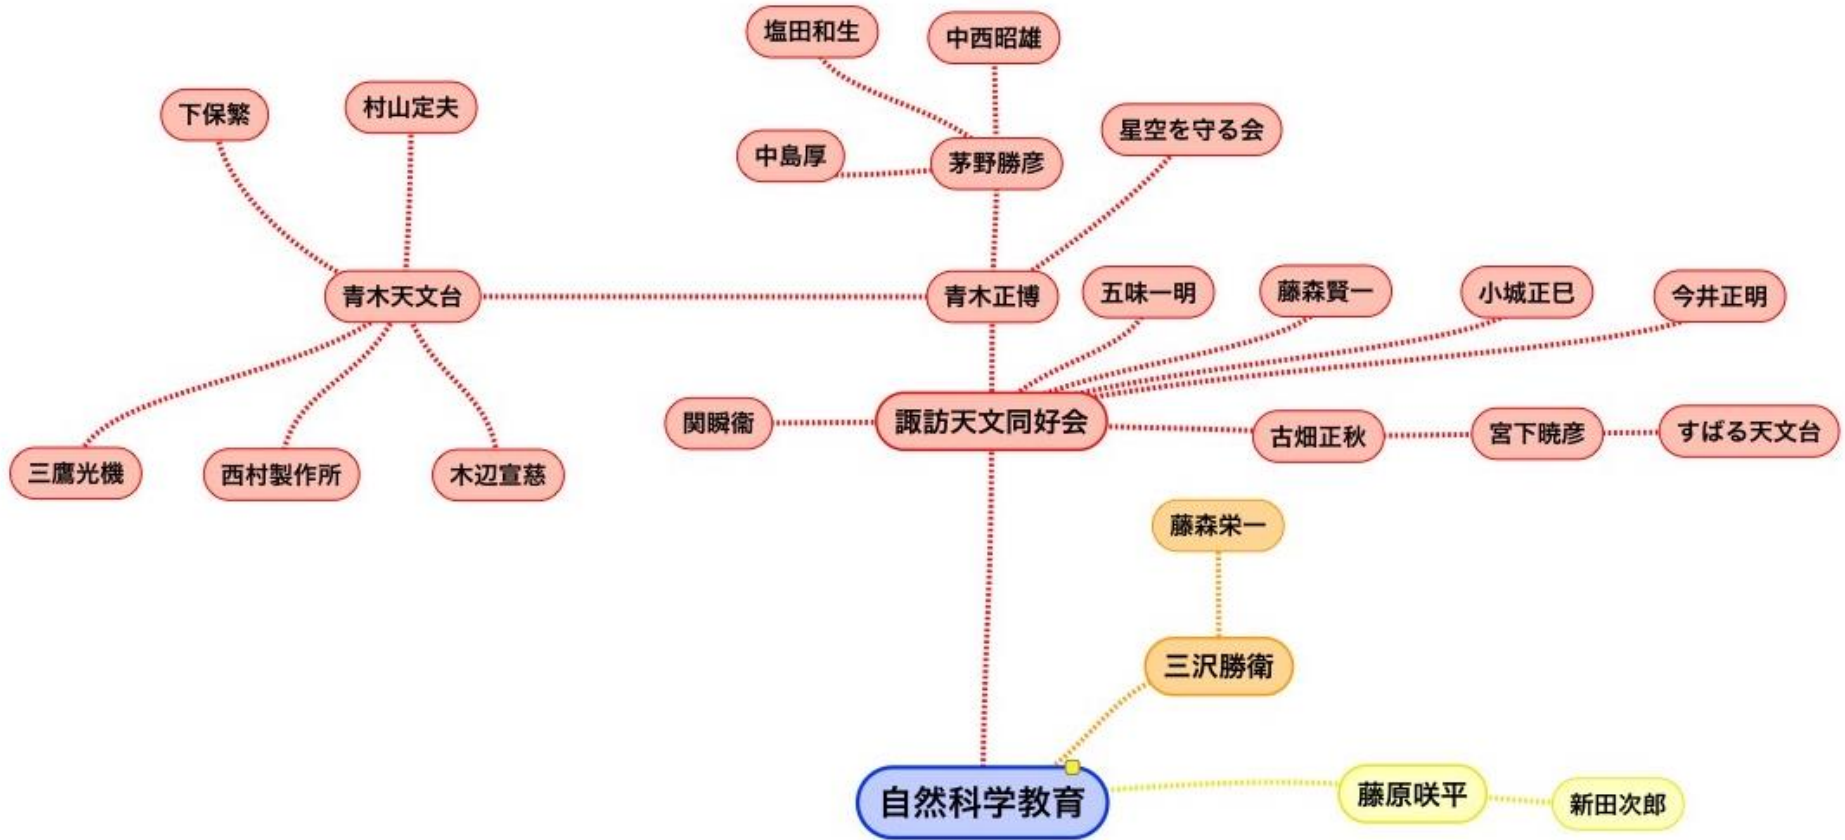 塩田和生
中西昭雄
下保繁
村山定夫
星空を守る会
中島厚
茅野勝彦
青木天文台
青木正博
五味一明
藤森賢一
小城正巳
今井正明
関瞬衞
諏訪天文同好会
古畑正秋
宮下暁彦
すばる天文台
三鷹光機
西村製作所
木辺宣慈
藤森栄一
三沢勝衛
自然科学教育
藤原咲平
新田次郎